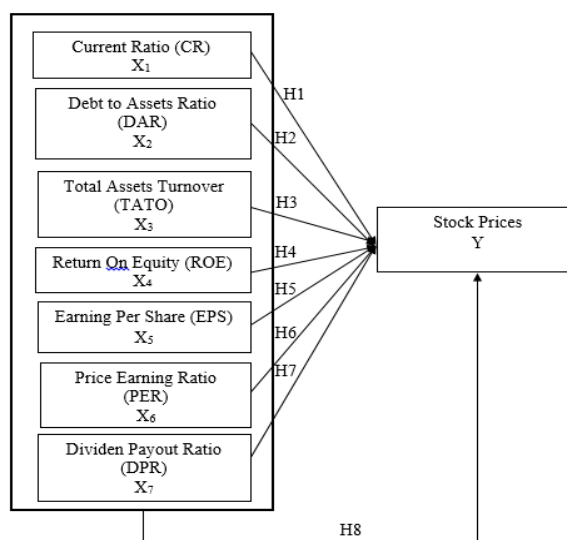 Current Ratio (CR)
X₁
H1
Debt to Assets Ratio
(DAR)
X₂
H2
Total Assets Turnover
(TATO)
X₃
H3
Stock Prices
Y
Return On Equity (ROE)
X₄
H4
Earning Per Share (EPS)
X₅
H5
Price Earning Ratio
(PER)
X₆
H6
Dividen Payout Ratio
(DPR)
X₇
H7
H8